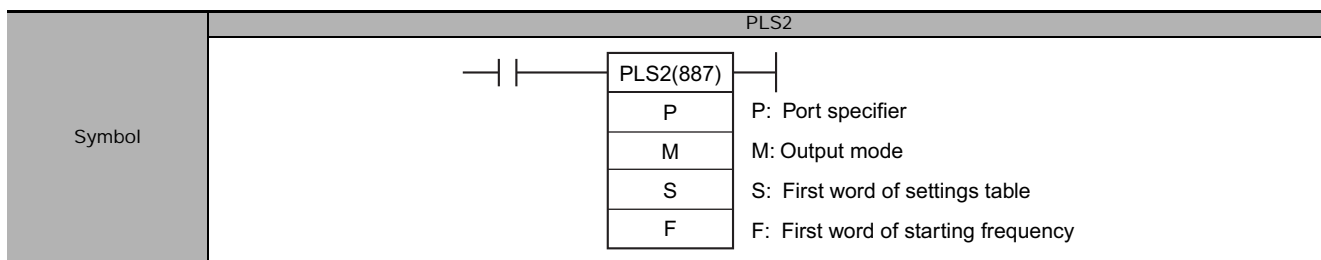 PLS2
Symbol
PLS2(887)
P P: Port specifier
M M: Output mode
S S: First word of settings table
F F: First word of starting frequency